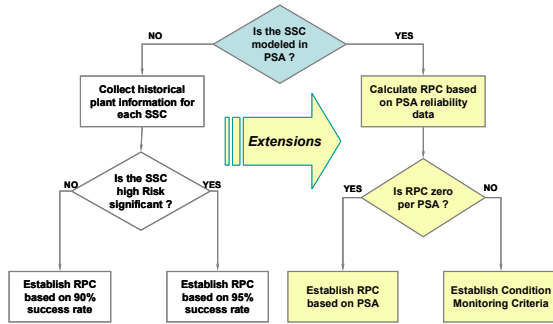 Is the SSC
modeled in
PSA ?
NO
YES
Collect historical
plant information for
each SSC
Calculate RPC based
on PSA reliability
data
Extensions
Is the SSC
high Risk
significant ?
NO
YES
Is RPC zero
per PSA ?
YES
NO
Establish RPC
based on 90%
success rate
Establish RPC
based on 95%
success rate
Establish RPC
based on PSA
Establish Condition
Monitoring Criteria